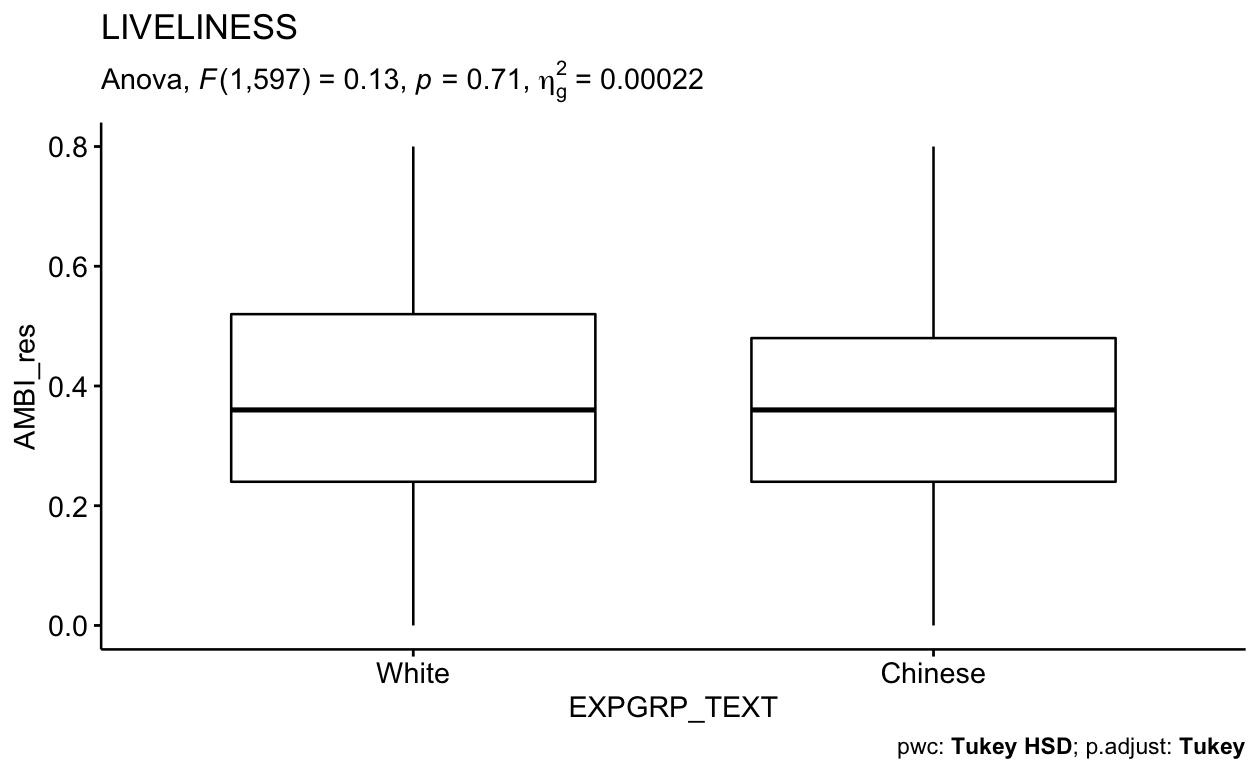 LIVELINESS
Anova, F(1,597) = 0.13, p = 0.71, η²g = 0.00022
0.8
0.6
0.4
0.2
0.0
AMBI_res
White Chinese
EXPGRP_TEXT
pwc: Tukey HSD; p.adjust: Tukey